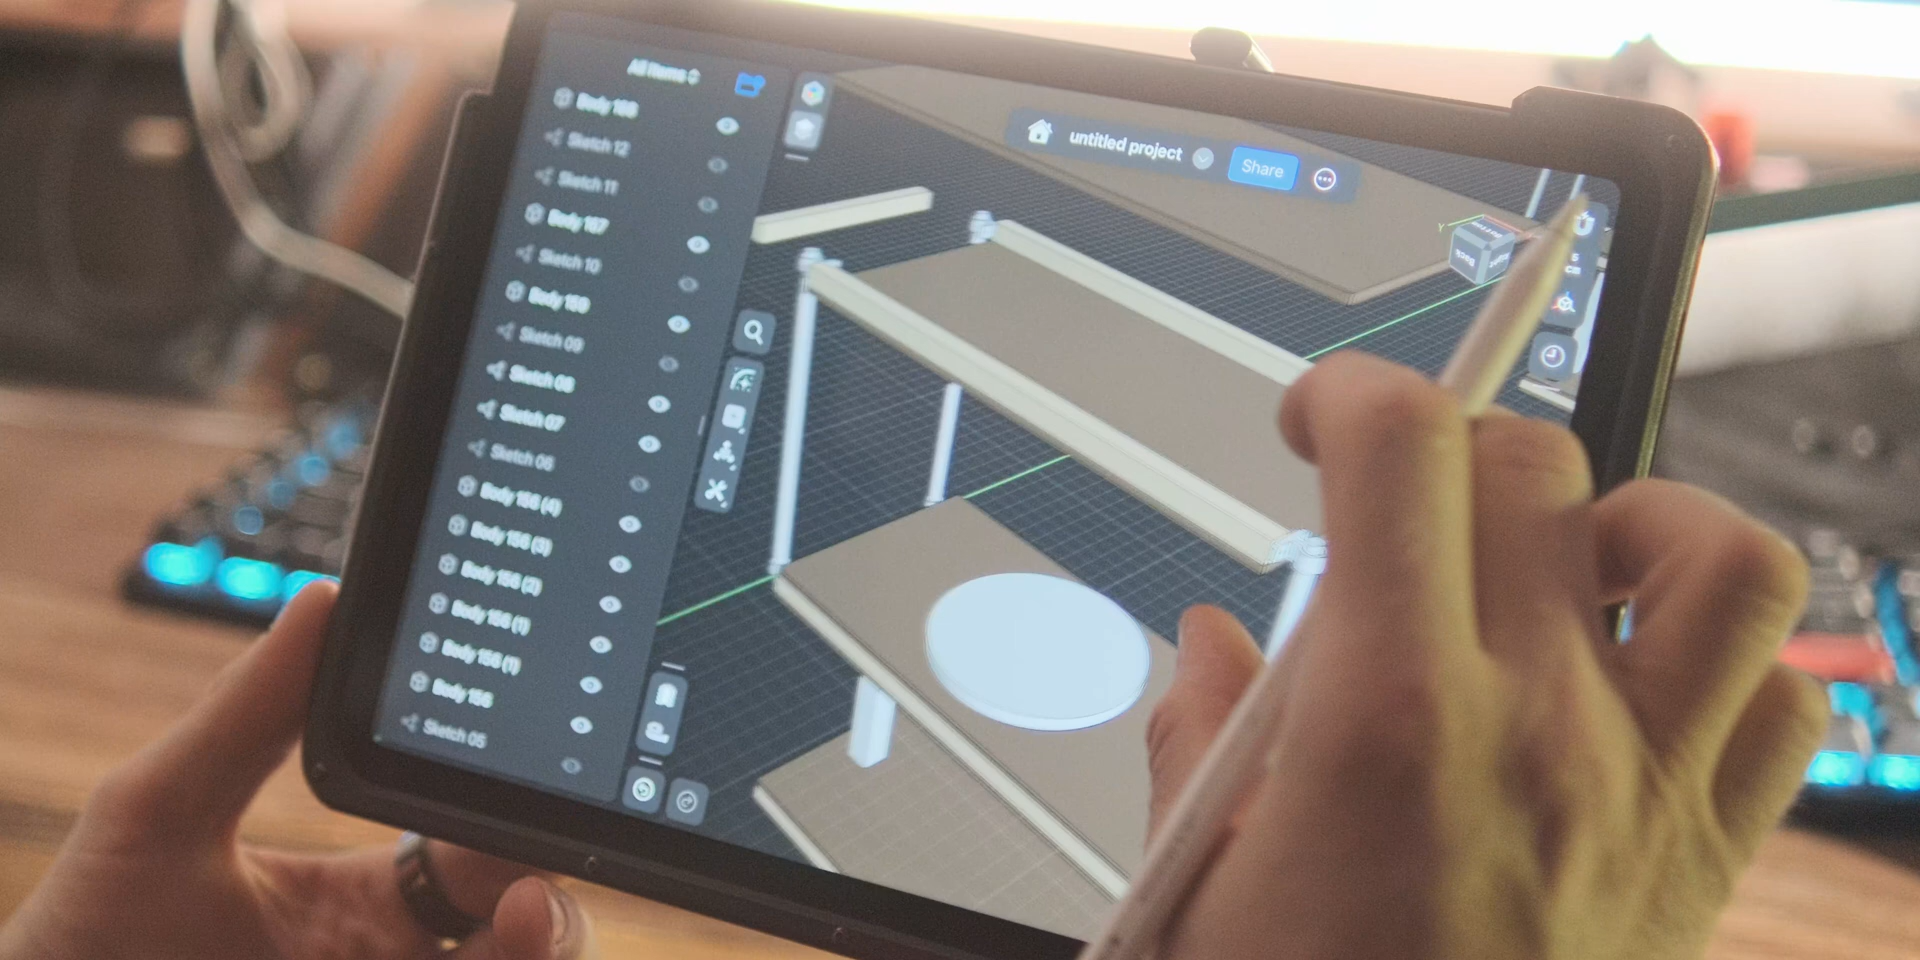 All Items
Body 168
Sketch 12
Sketch 11
Body 167
Sketch 10
Body 159
Sketch 09
Sketch 08
Sketch 07
Sketch 06
Body 156 (4)
Body 156 (3)
Body 156 (2)
Body 156 (1)
Body 156 (1)
Body 156
Sketch 05
untitled project
Share
Y
Back
cm